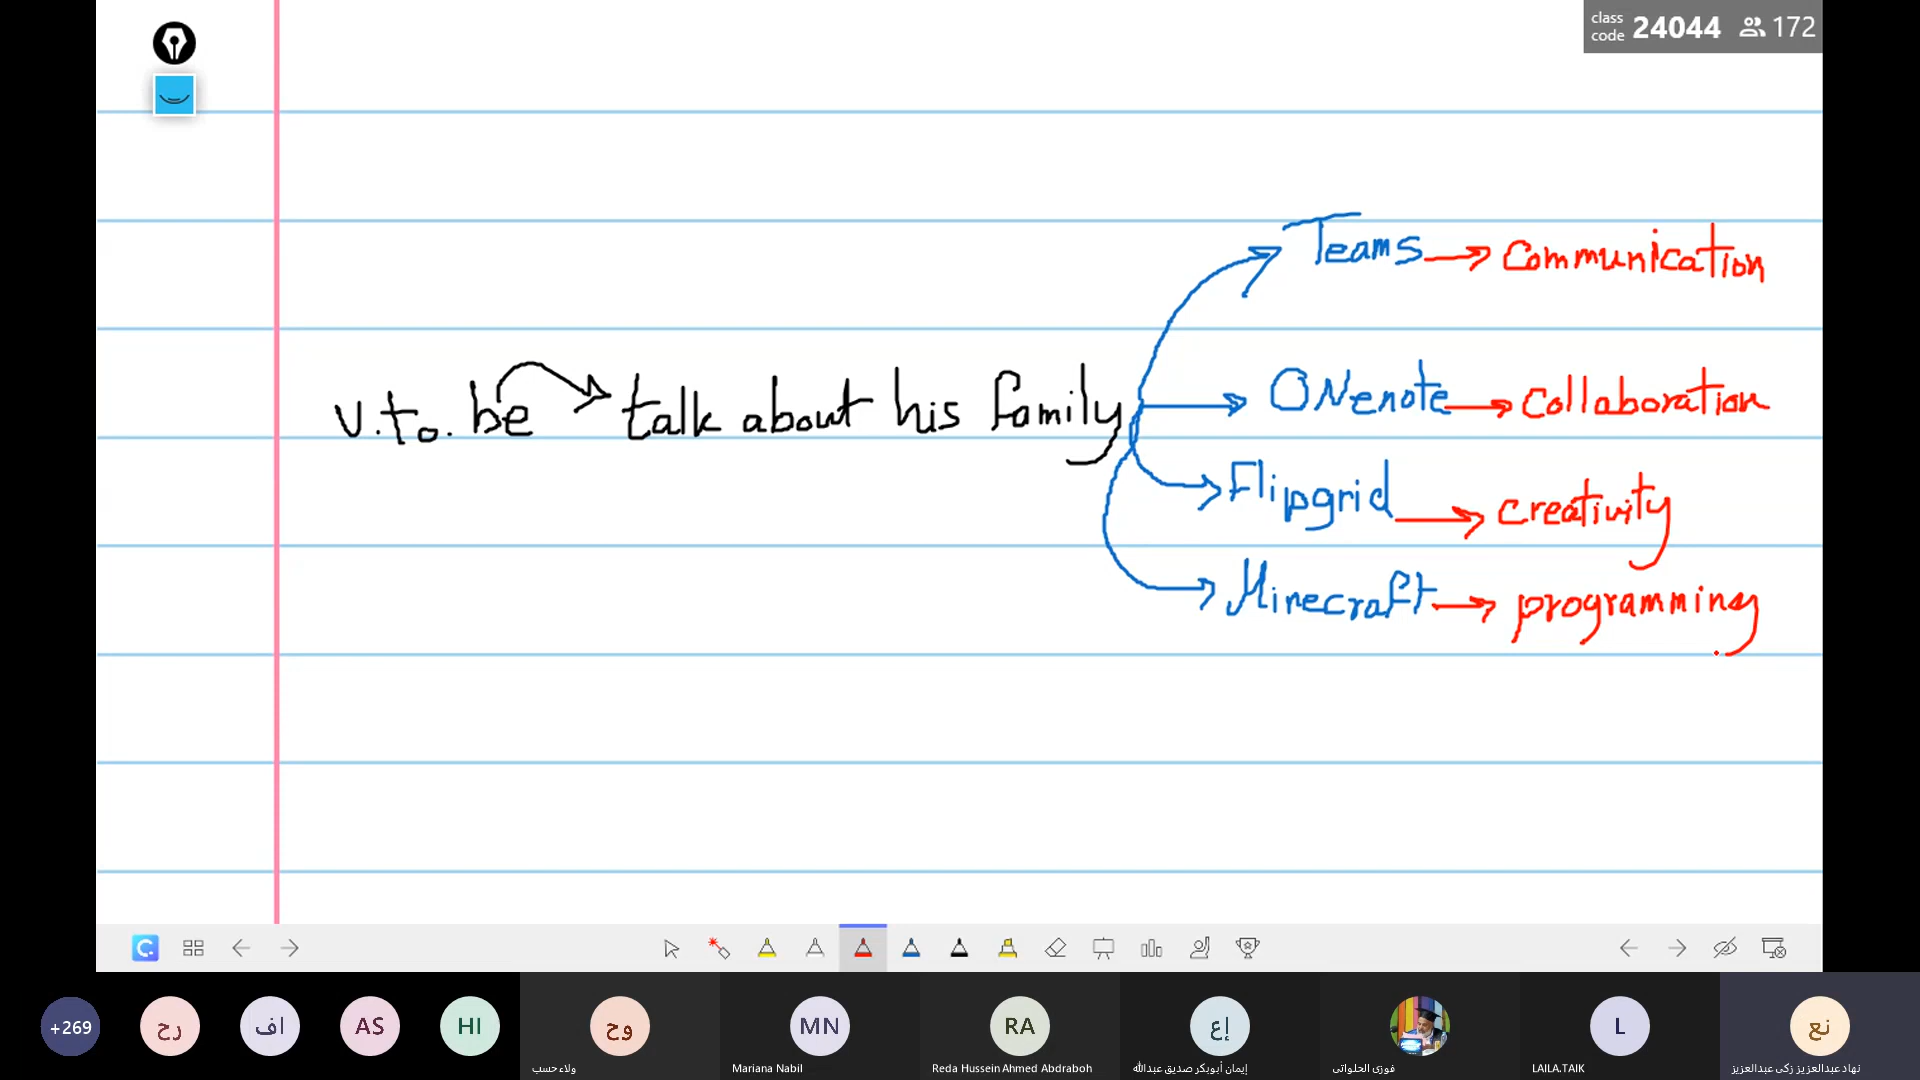 class code 24044 172
Teams → Communication
v.to.be → talk about his family
ONenote → collaboration
Flipgrid → creativity
Minecraft → programming
+269
رح
اف
AS
HI
وح
MN
RA
إع
L
نع
ولاء حسب
Mariana Nabil
Reda Hussein Ahmed Abdraboh
إيمان أبوبكر صديق عبدالله
فوزى الحلوانى
LAILA.TAIK
نهاد عبدالعزيز زكى عبدالعزيز